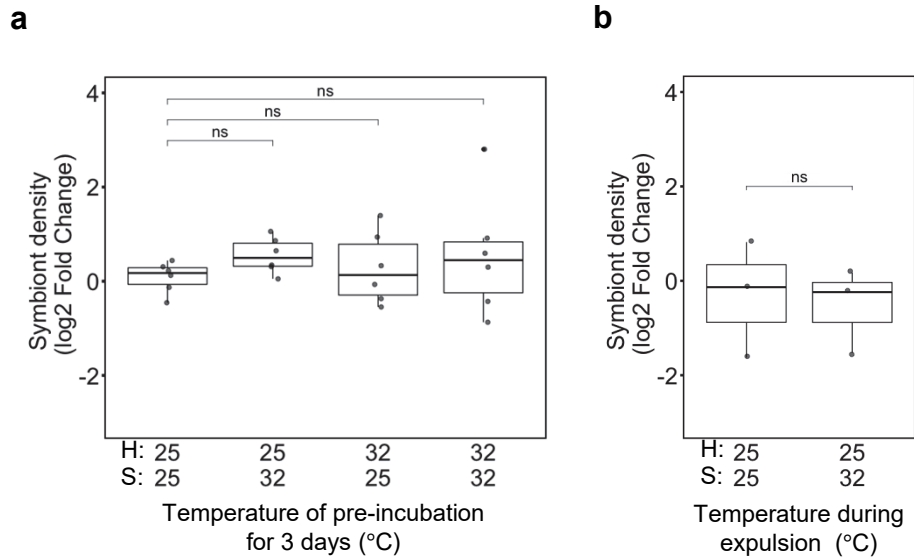 a
b
Symbiont density
(log2 Fold Change)
4
2
0
-2
ns
ns
ns
H: 25 25 32 32
S: 25 32 25 32
Temperature of pre-incubation
for 3 days (°C)
Symbiont density
(log2 Fold Change)
4
2
0
-2
ns
H: 25 25
S: 25 32
Temperature during
expulsion (°C)